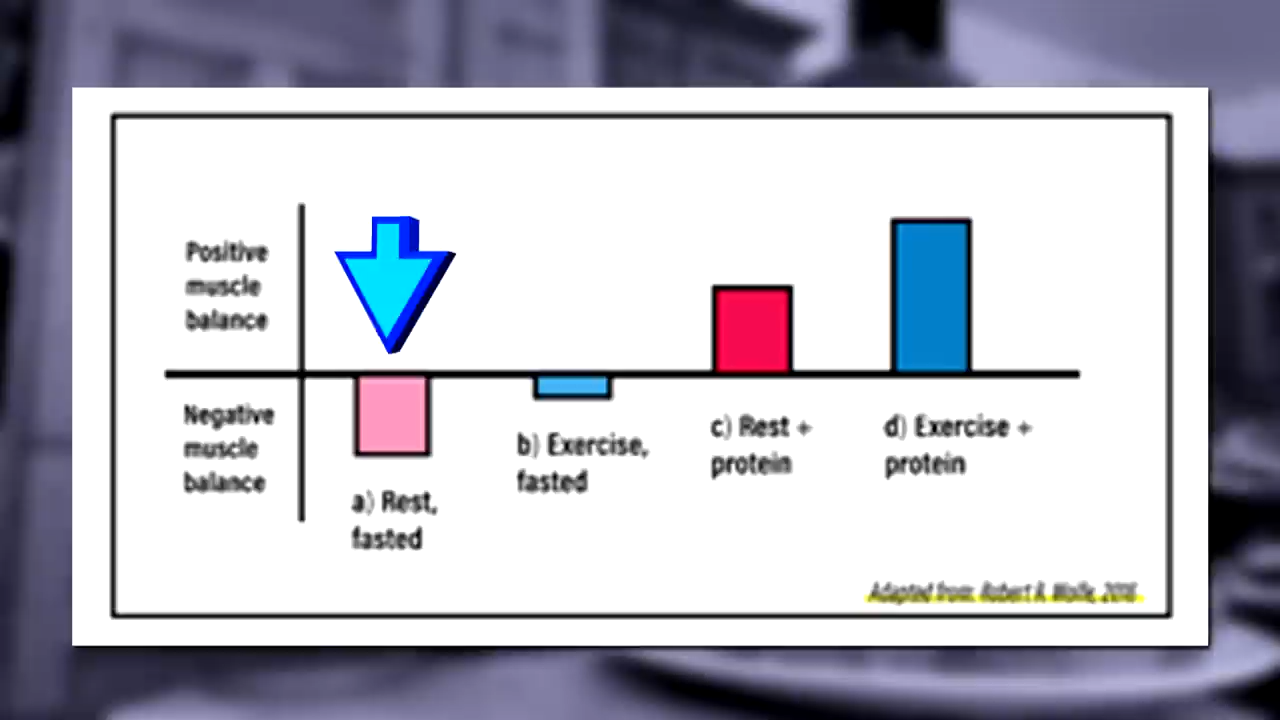 Positive
muscle
balance
Negative
muscle
balance
a) Rest,
fasted
b) Exercise,
fasted
c) Rest +
protein
d) Exercise +
protein
Adapted from: Robert R. Wolfe, 2016